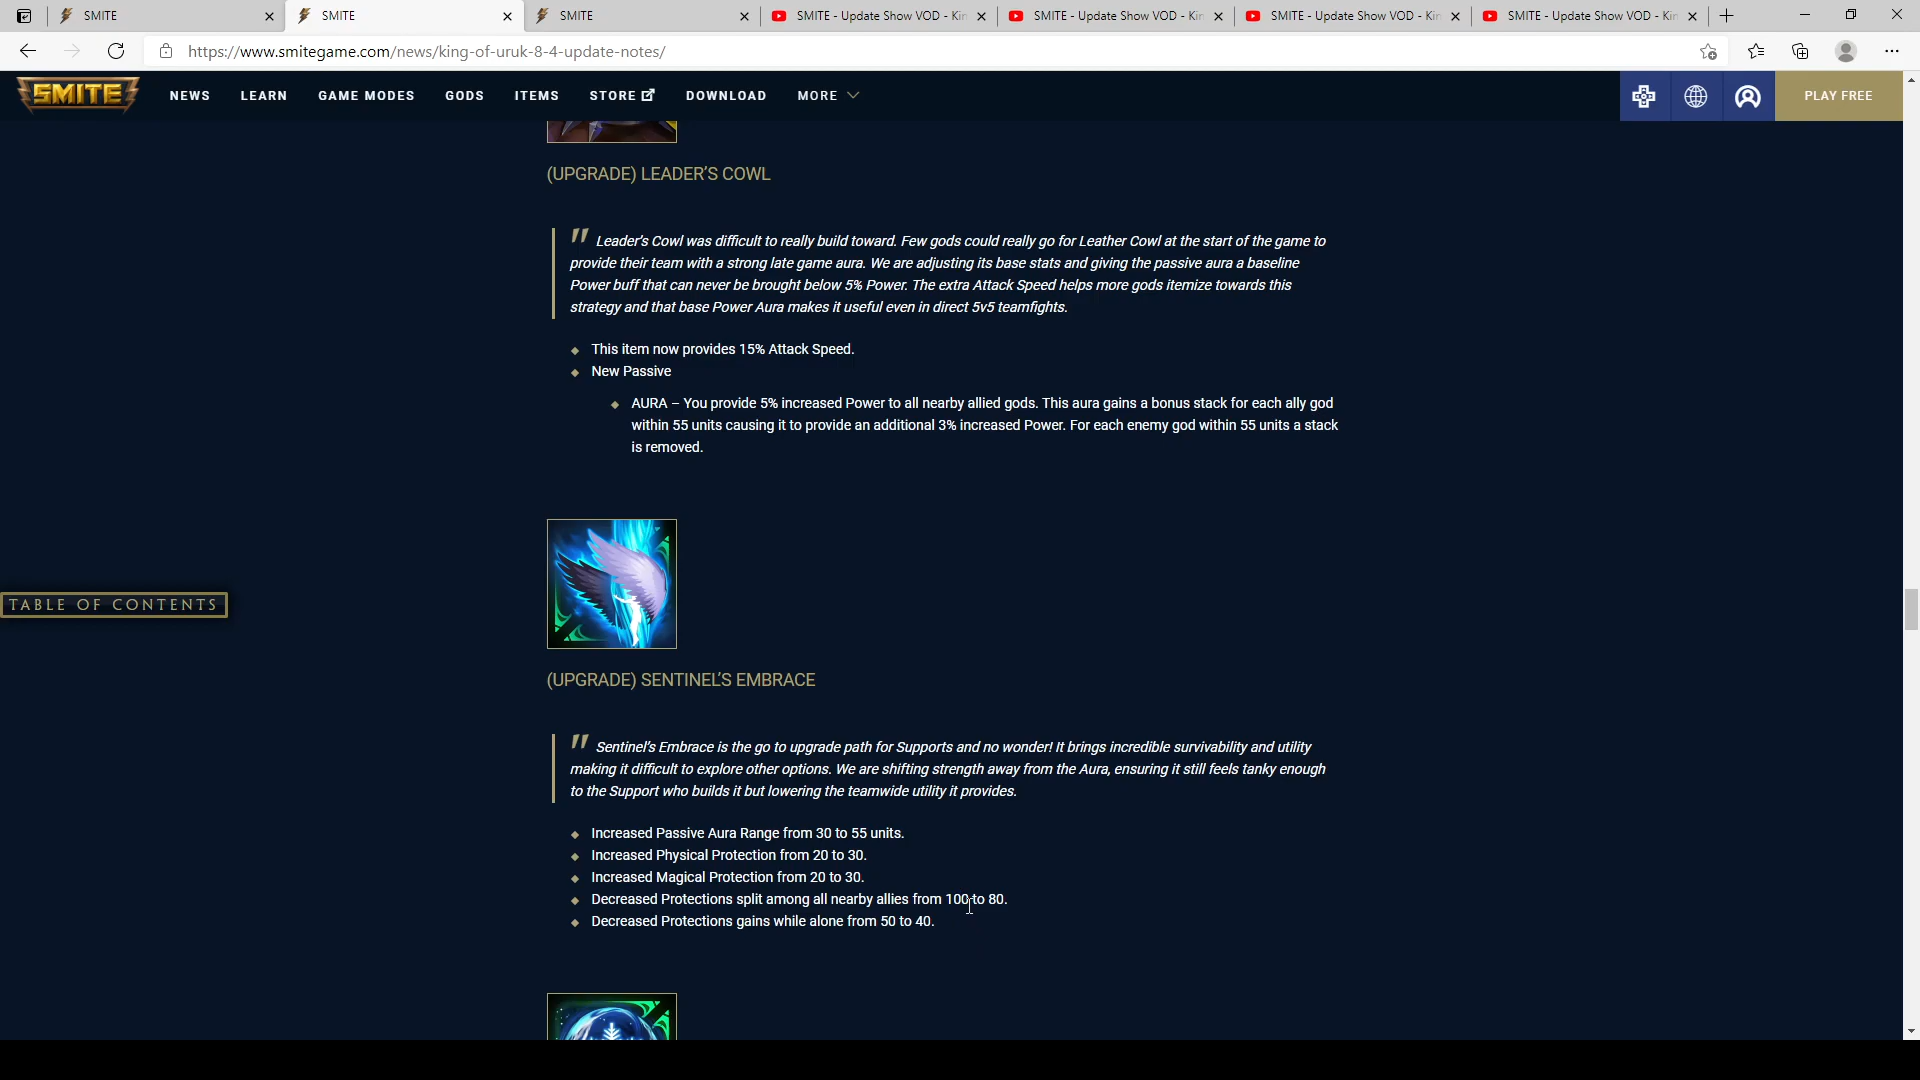 SMITE
SMITE
SMITE
SMITE - Update Show VOD - Kin
SMITE - Update Show VOD - Kin
SMITE - Update Show VOD - Kin
SMITE - Update Show VOD - Kin
https://www.smitegame.com/news/king-of-uruk-8-4-update-notes/
SMITE
NEWS LEARN GAME MODES GODS ITEMS STORE DOWNLOAD MORE
PLAY FREE
(UPGRADE) LEADER’S COWL
" Leader’s Cowl was difficult to really build toward. Few gods could really go for Leather Cowl at the start of the game to
provide their team with a strong late game aura. We are adjusting its base stats and giving the passive aura a baseline
Power buff that can never be brought below 5% Power. The extra Attack Speed helps more gods itemize towards this
strategy and that base Power Aura makes it useful even in direct 5v5 teamfights.
This item now provides 15% Attack Speed.
New Passive
AURA – You provide 5% increased Power to all nearby allied gods. This aura gains a bonus stack for each ally god
within 55 units causing it to provide an additional 3% increased Power. For each enemy god within 55 units a stack
is removed.
TABLE OF CONTENTS
(UPGRADE) SENTINEL’S EMBRACE
" Sentinel’s Embrace is the go to upgrade path for Supports and no wonder! It brings incredible survivability and utility
making it difficult to explore other options. We are shifting strength away from the Aura, ensuring it still feels tanky enough
to the Support who builds it but lowering the teamwide utility it provides.
Increased Passive Aura Range from 30 to 55 units.
Increased Physical Protection from 20 to 30.
Increased Magical Protection from 20 to 30.
Decreased Protections split among all nearby allies from 100 to 80.
Decreased Protections gains while alone from 50 to 40.